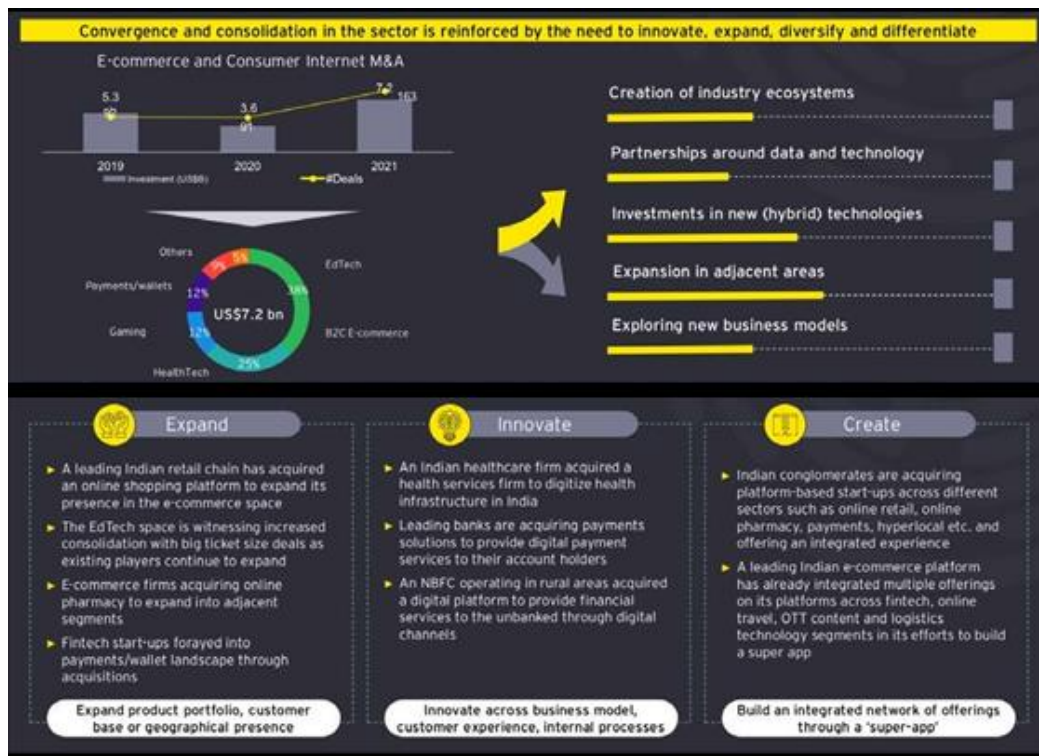 Convergence and consolidation in the sector is reinforced by the need to innovate, expand, diversify and differentiate
E-commerce and Consumer Internet M&A
5.3
3.6
91
7.2
163
2019
2020
2021
Investment (US$B)
#Deals
Others
Payments/wallets
Gaming
HealthTech
EdTech
B2C E-commerce
5%
7%
12%
12%
25%
38%
US$7.2 bn
Creation of industry ecosystems
Partnerships around data and technology
Investments in new (hybrid) technologies
Expansion in adjacent areas
Exploring new business models
Expand
A leading Indian retail chain has acquired
an online shopping platform to expand its
presence in the e-commerce space
The EdTech space is witnessing increased
consolidation with big ticket size deals as
existing players continue to expand
E-commerce firms acquiring online
pharmacy to expand into adjacent
segments
Fintech start-ups forayed into
payments/wallet landscape through
acquisitions
Expand product portfolio, customer
base or geographical presence
Innovate
An Indian healthcare firm acquired a
health services firm to digitize health
infrastructure in India
Leading banks are acquiring payments
solutions to provide digital payment
services to their account holders
An NBFC operating in rural areas acquired
a digital platform to provide financial
services to the unbanked through digital
channels
Innovate across business model,
customer experience, internal processes
Create
Indian conglomerates are acquiring
platform-based start-ups across different
sectors such as online retail, online
pharmacy, payments, hyperlocal etc. and
offering an integrated experience
A leading Indian e-commerce platform
has already integrated multiple offerings
on its platforms across fintech, online
travel, OTT content and logistics
technology segments in its efforts to build
a super app
Build an integrated network of offerings
through a 'super-app'